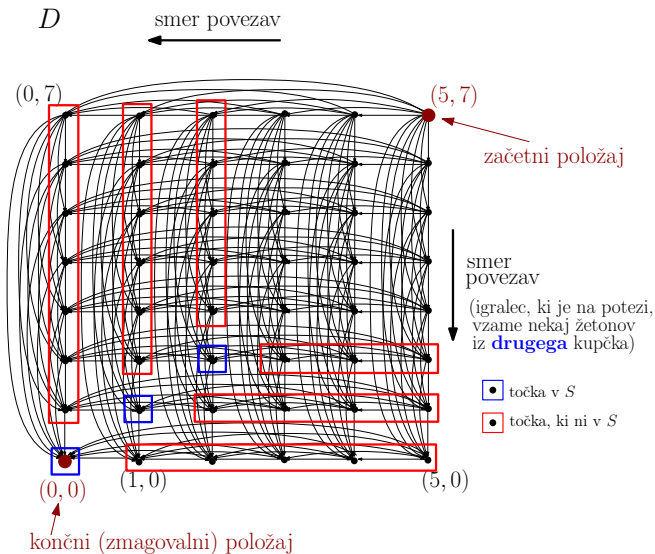 D
smer povezav
(0, 7)
(5, 7)
začetni položaj
smer
povezav
(igralec, ki je na potezi,
vzame nekaj žetonov
iz drugega kupčka)
točka v S
točka, ki ni v S
(0, 0)
(1, 0)
(5, 0)
končni (zmagovalni) položaj